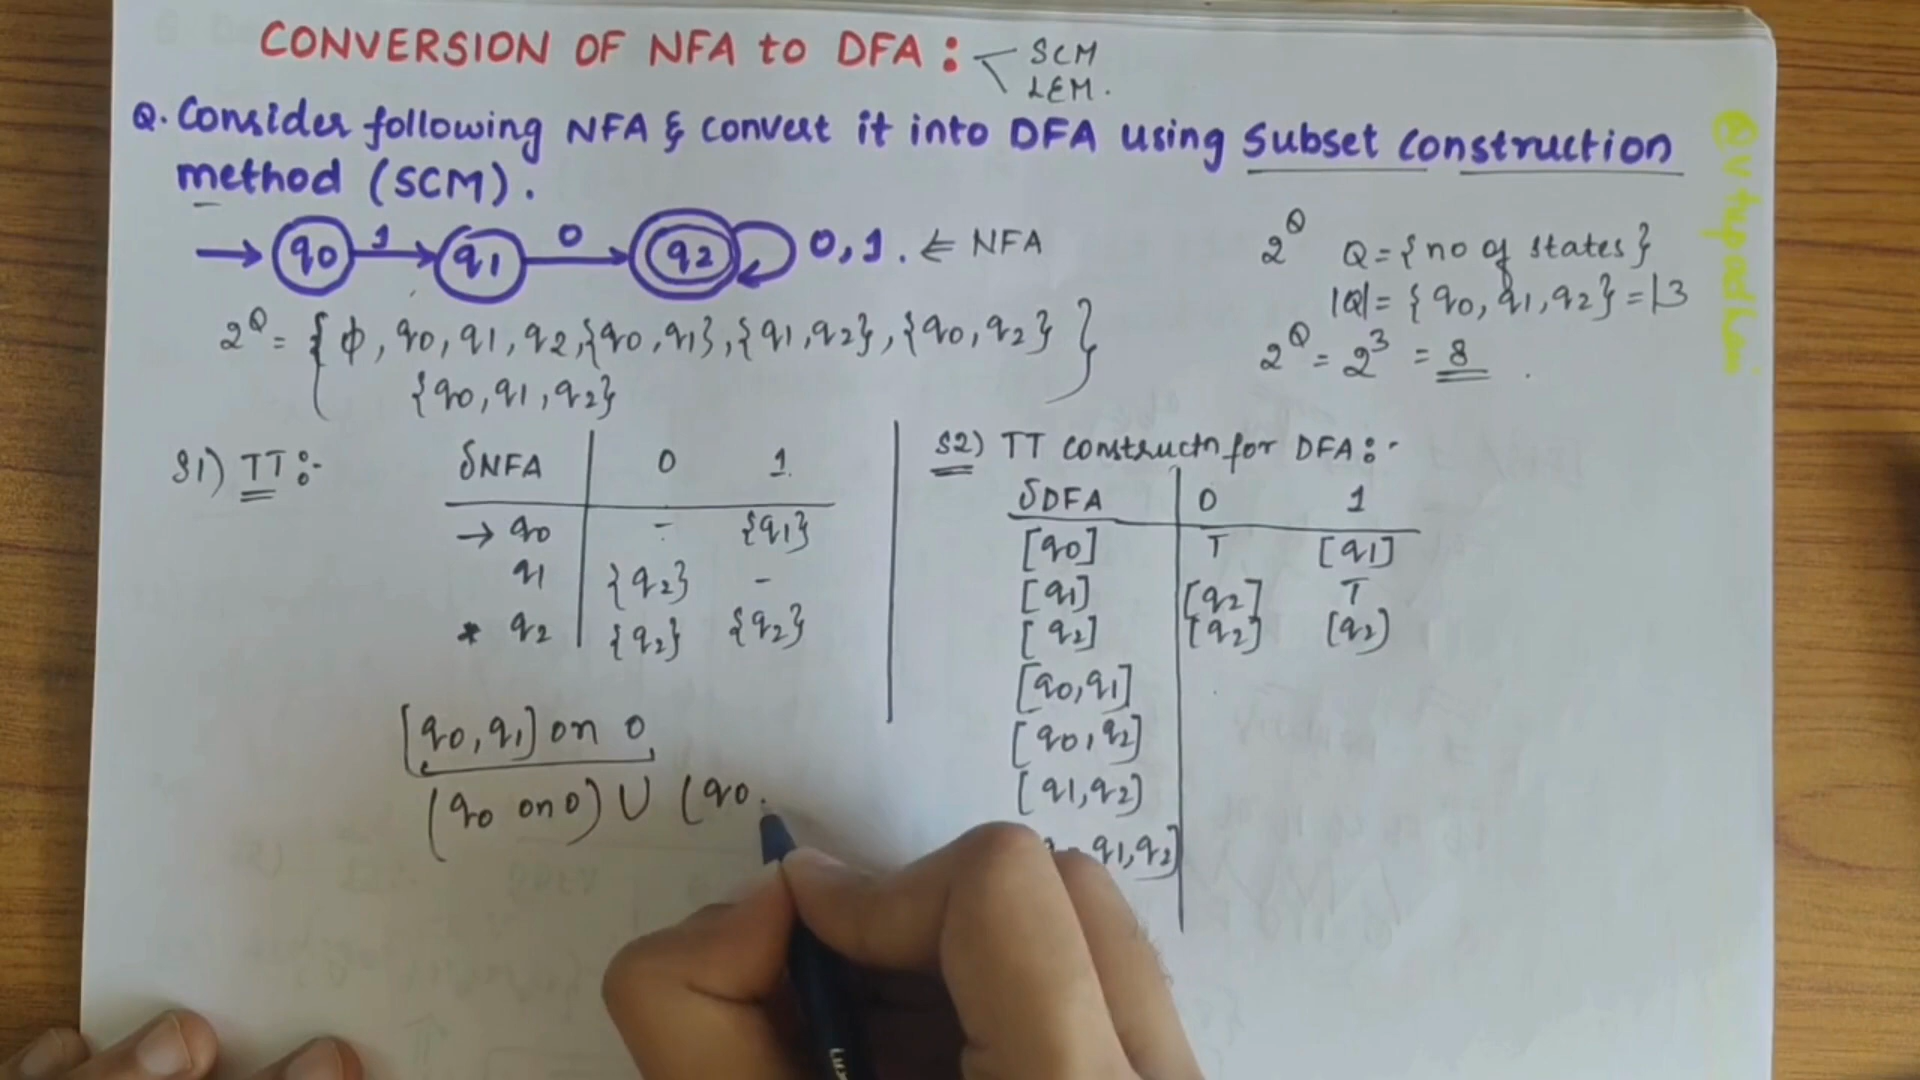 CONVERSION OF NFA to DFA :
SCM
LEM.
Q. Consider following NFA & convert it into DFA using Subset construction
method (SCM).
→ q0 1 q1 0 q2 0,1. ⇐ NFA
2^Q Q = {no of states}
|Q| = {q0, q1, q2} = |3
2^Q = 2^3 = 8
2^Q = { ϕ, q0, q1, q2, {q0, q1}, {q1, q2}, {q0, q2} }
{q0, q1, q2}
S1) TT :-
δNFA 0 1
→ q0 - {q1}
q1 {q2} -
* q2 {q2} {q2}
S2) TT Constructn for DFA :-
δDFA 0 1
[q0] T [q1]
[q1] [q2] T
[q2] [q2] [q2]
[q0, q1]
[q0, q2]
[q1, q2]
q1, q2]
[q0, q1] on 0
(q0 on 0) U (q0